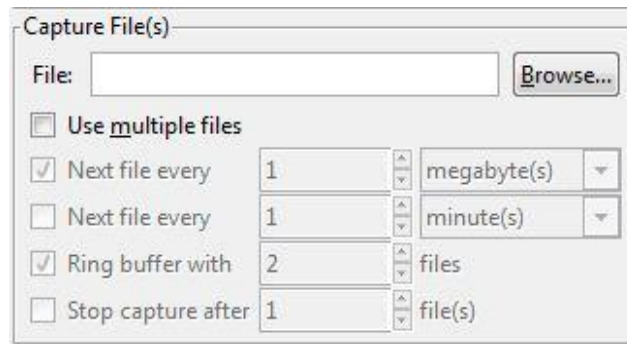 Capture File(s)
File: Browse...
Use multiple files
Next file every 1 megabyte(s)
Next file every 1 minute(s)
Ring buffer with 2 files
Stop capture after 1 file(s)